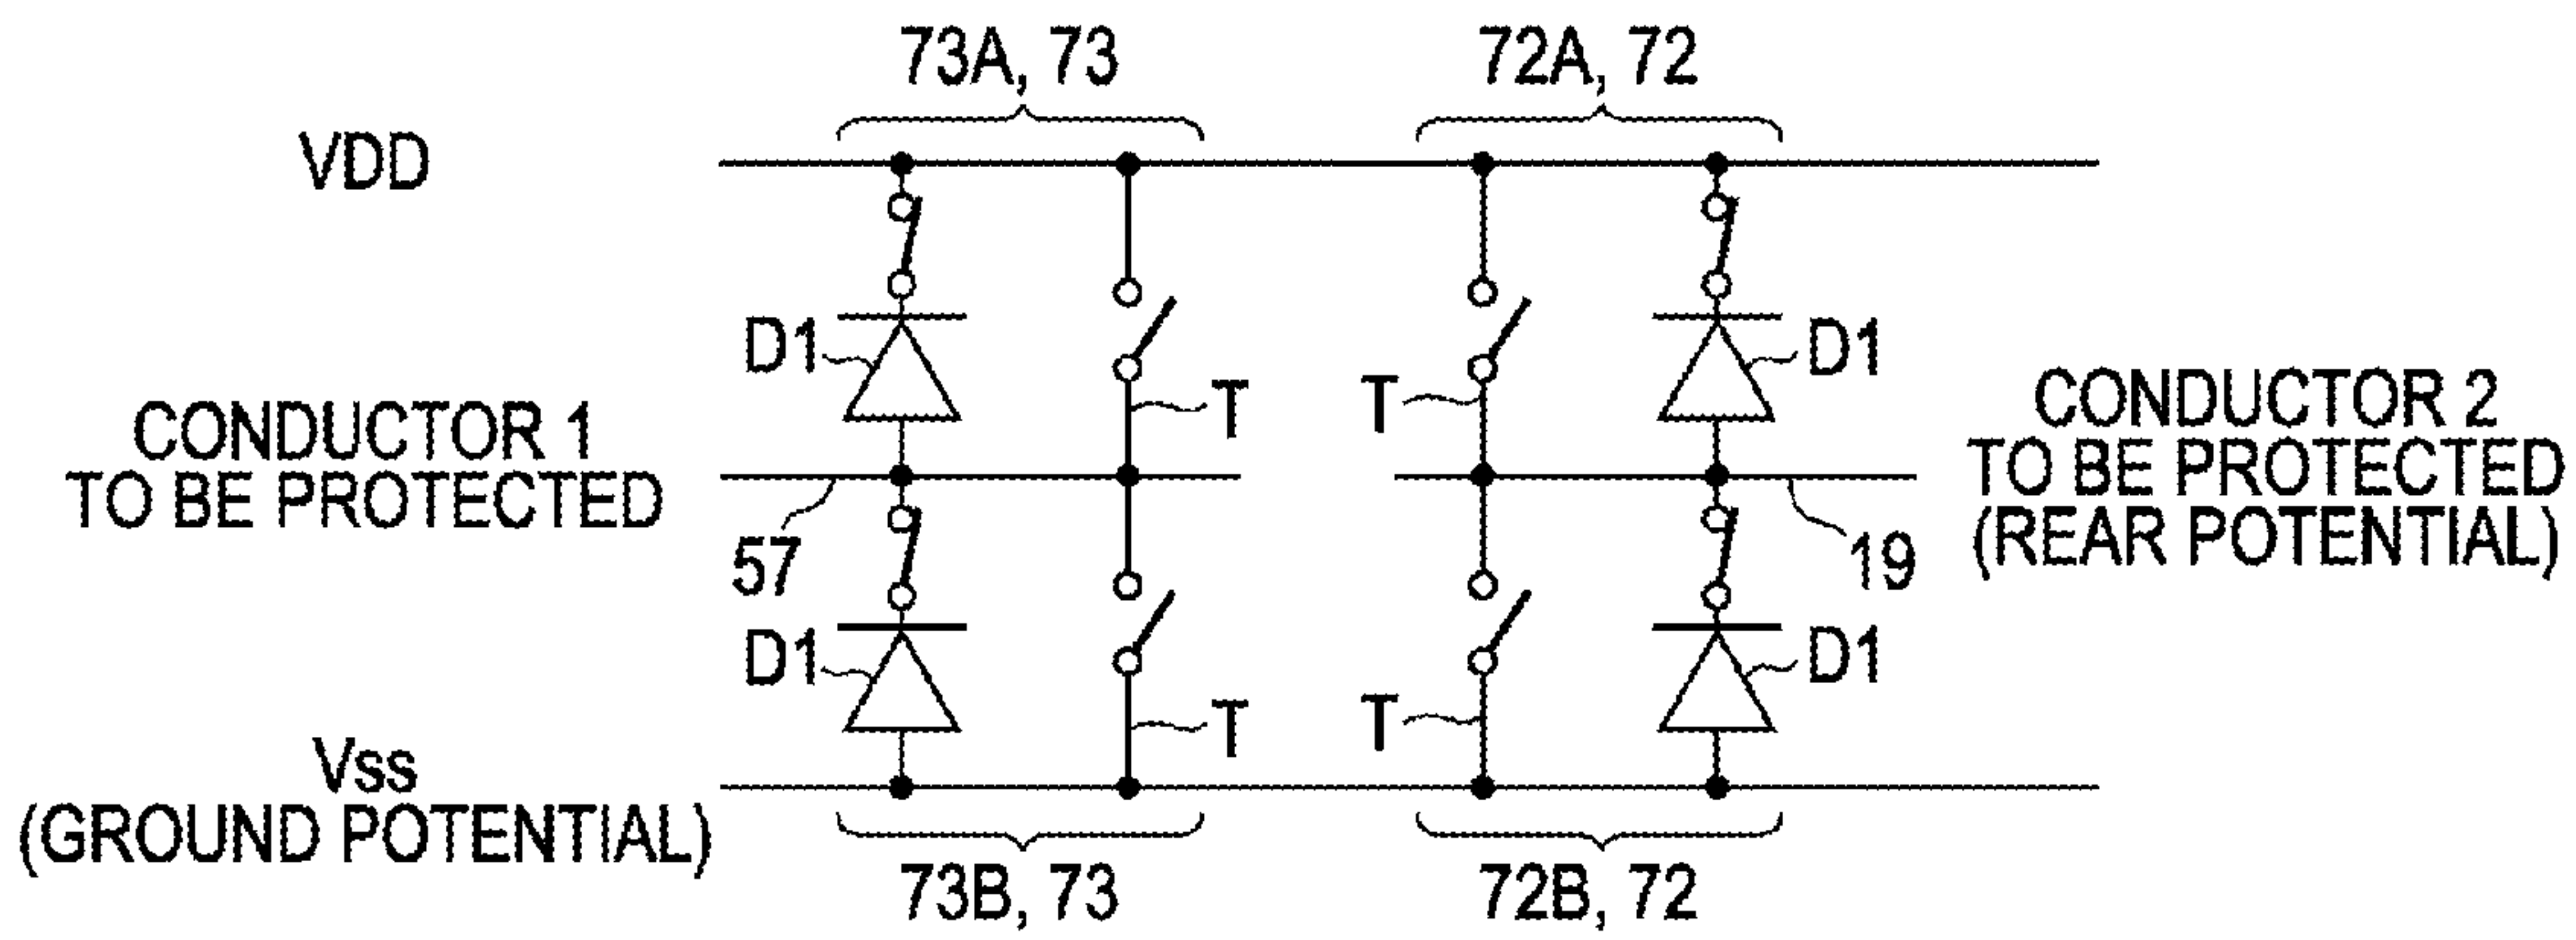 73A, 73
72A, 72
VDD
D1
D1
T
T
CONDUCTOR 1
TO BE PROTECTED
CONDUCTOR 2
TO BE PROTECTED
(REAR POTENTIAL)
57
19
D1
D1
T
T
Vss
(GROUND POTENTIAL)
73B, 73
72B, 72